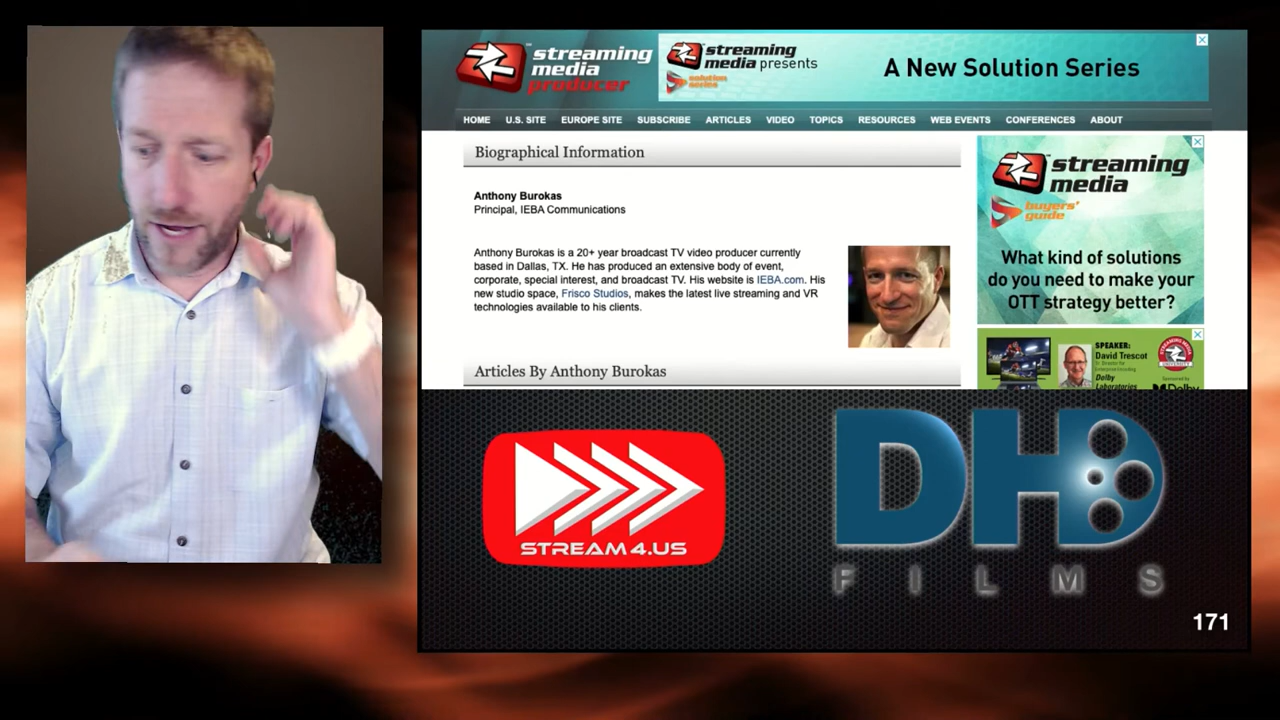 streaming
media
producer
streaming
media presents
solution
series
A New Solution Series
HOME U.S. SITE EUROPE SITE SUBSCRIBE ARTICLES VIDEO TOPICS RESOURCES WEB EVENTS CONFERENCES ABOUT
Biographical Information
Anthony Burokas
Principal, IEBA Communications
Anthony Burokas is a 20+ year broadcast TV video producer currently
based in Dallas, TX. He has produced an extensive body of event,
corporate, special interest, and broadcast TV. His website is IEBA.com. His
new studio space, Frisco Studios, makes the latest live streaming and VR
technologies available to his clients.
Articles By Anthony Burokas
streaming
media
buyers'
guide
What kind of solutions
do you need to make your
OTT strategy better?
SPEAKER:
David Trescot
Dolby
Laboratories
STREAM4.US
DHD
FILMS
171